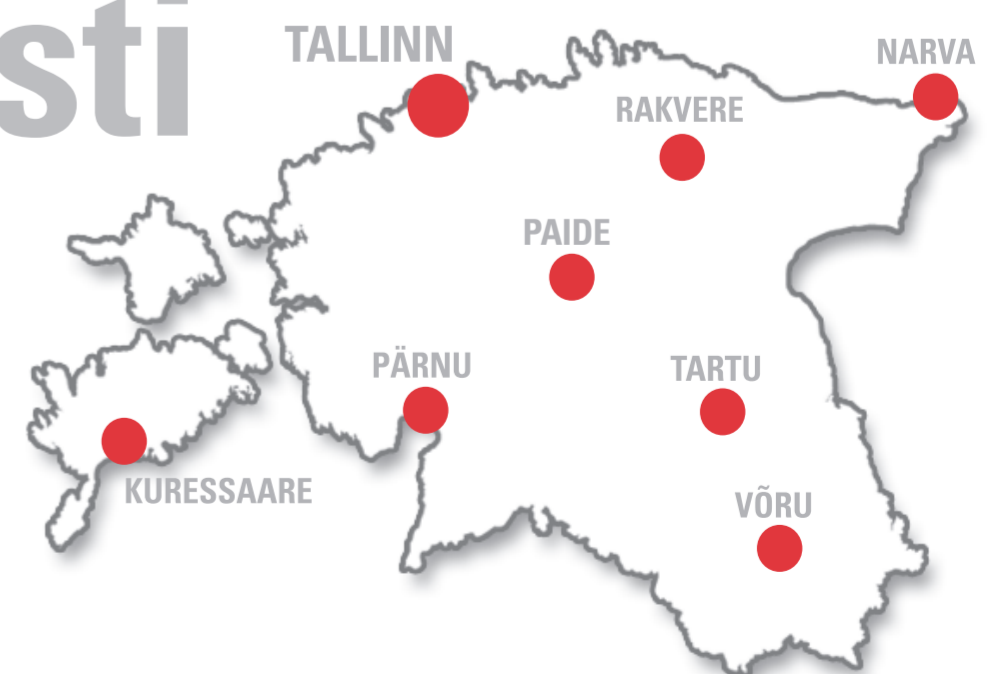 sti
TALLINN
NARVA
RAKVERE
PAIDE
PÄRNU
TARTU
KURESSAARE
VÕRU